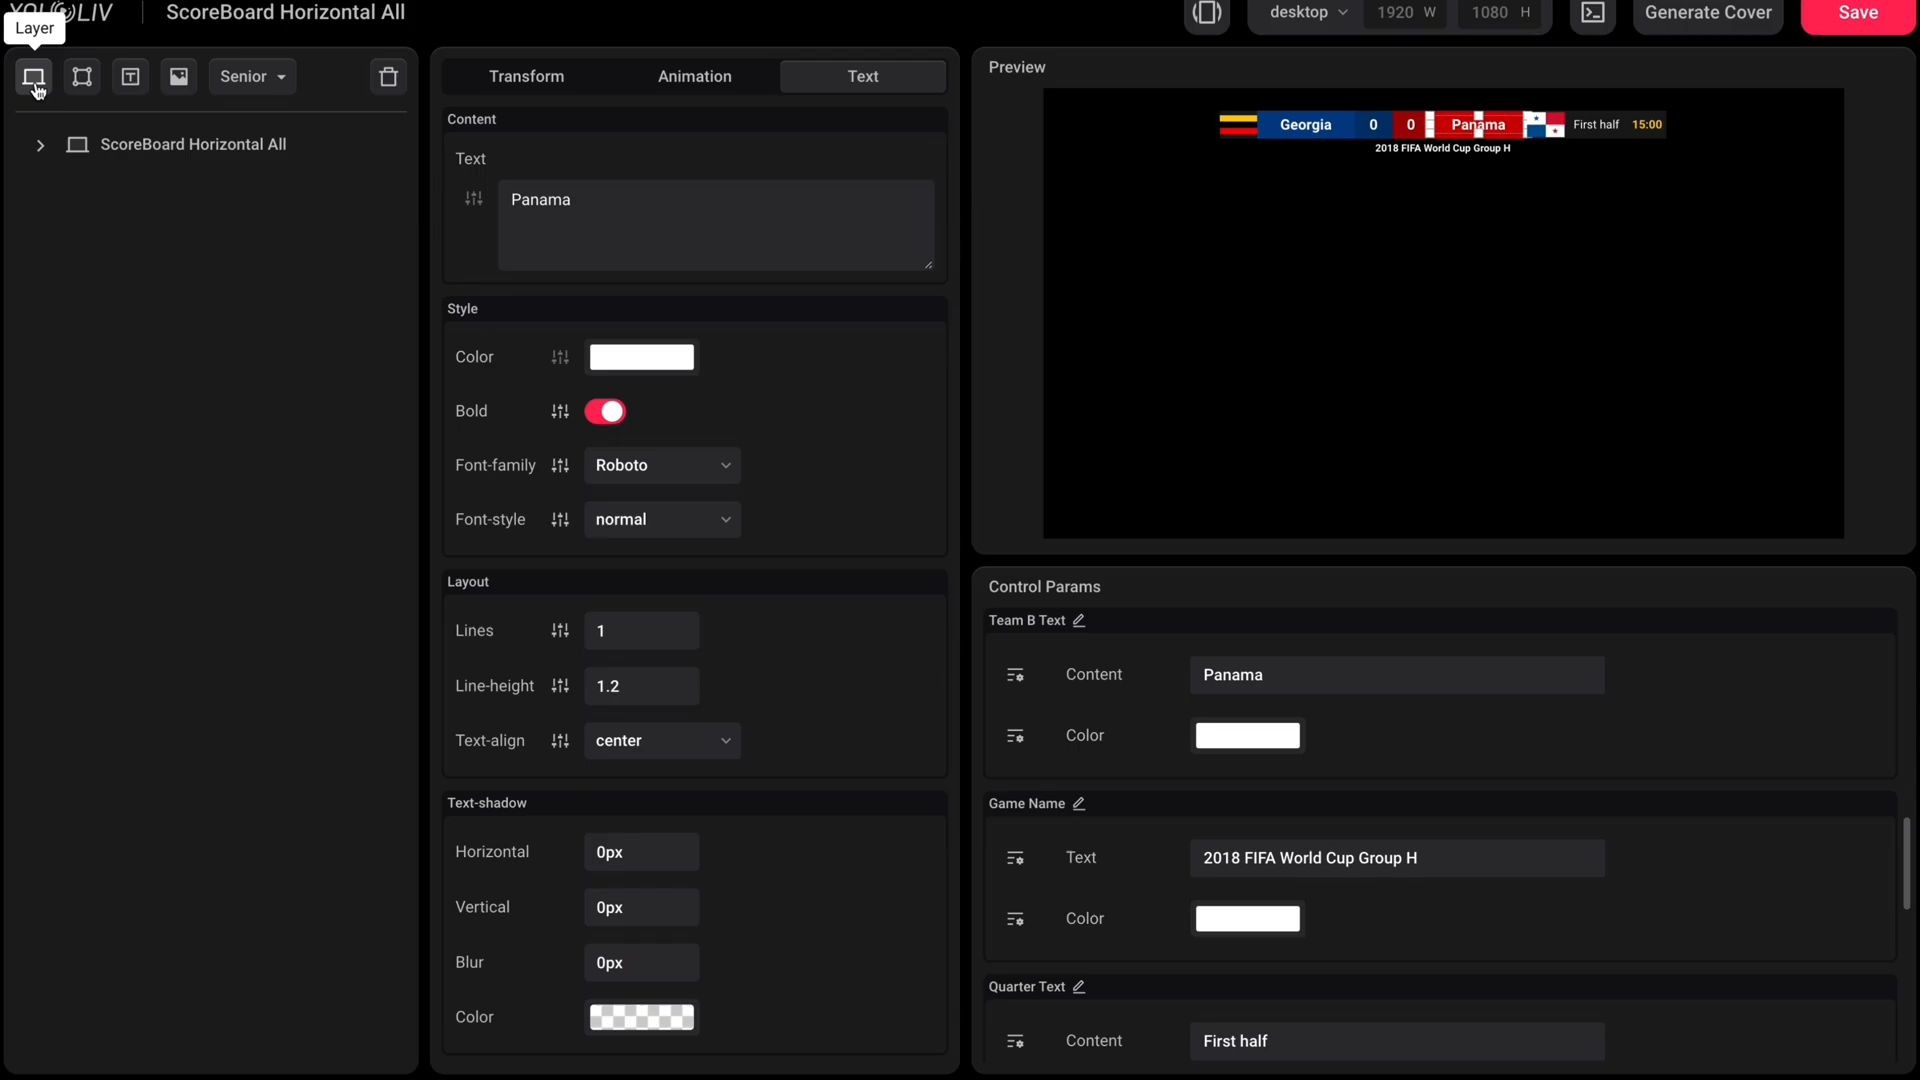 YOLOLIV
ScoreBoard Horizontal All
desktop
1920 W
1080 H
Generate Cover
Save
Layer
Senior
ScoreBoard Horizontal All
Transform
Animation
Text
Content
Text
Panama
Style
Color
Bold
Font-family
Roboto
Font-style
normal
Layout
Lines
1
Line-height
1.2
Text-align
center
Text-shadow
Horizontal
0px
Vertical
0px
Blur
0px
Color
Preview
Georgia 0 0 Panama First half 15:00
2018 FIFA World Cup Group H
Control Params
Team B Text
Content
Panama
Color
Game Name
Text
2018 FIFA World Cup Group H
Color
Quarter Text
Content
First half